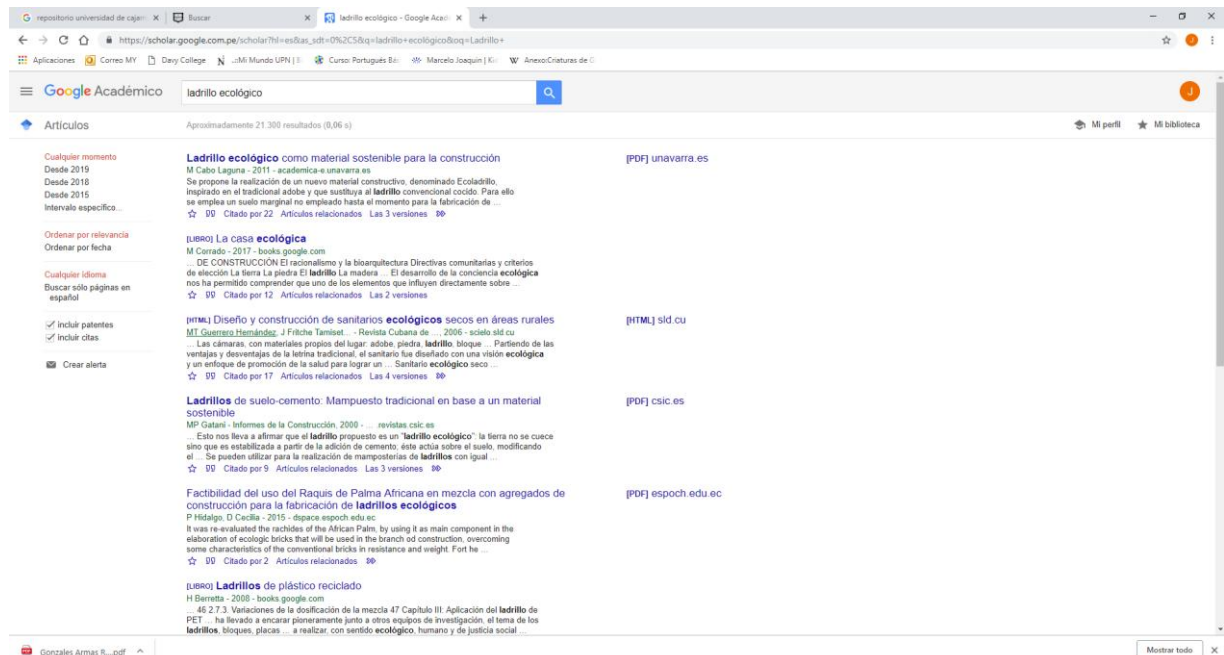 repositorio universidad de cajam
Buscar
ladrillo ecológico - Google Acad
https://scholar.google.com.pe/scholar?hl=es&as_sdt=0%2C5&q=ladrillo+ecológico&oq=Ladrillo+
Aplicaciones Correo MY Davy College ..::Mi Mundo UPN | Curso: Portugués Bás Marcelo Joaquin | Ki Anexo:Criaturas de
Google Académico ladrillo ecológico J
Artículos Aproximadamente 21.300 resultados (0,06 s) Mi perfil Mi biblioteca
Cualquier momento
Desde 2019
Desde 2018
Desde 2015
Intervalo específico...
Ordenar por relevancia
Ordenar por fecha
Cualquier idioma
Buscar sólo páginas en
español
incluir patentes
incluir citas
Crear alerta
Ladrillo ecológico como material sostenible para la construcción [PDF] unavarra.es
M Cabo Laguna - 2011 - academica-e.unavarra.es
Se propone la realización de un nuevo material constructivo, denominado Ecoladrillo,
inspirado en el tradicional adobe y que sustituya al ladrillo convencional cocido. Para ello
se emplea un suelo marginal no empleado hasta el momento para la fabricación de ...
Citado por 22 Artículos relacionados Las 3 versiones
[LIBRO] La casa ecológica
M Corrado - 2017 - books.google.com
... DE CONSTRUCCIÓN El racionalismo y la bioarquitectura Directivas comunitarias y criterios
de elección La tierra La piedra El ladrillo La madera ... El desarrollo de la conciencia ecológica
nos ha permitido comprender que uno de los elementos que influyen directamente sobre ...
Citado por 12 Artículos relacionados Las 2 versiones
[HTML] Diseño y construcción de sanitarios ecológicos secos en áreas rurales [HTML] sld.cu
MT Guerrero Hernández, J Fritche Tamiset... - Revista Cubana de ..., 2006 - scielo.sld.cu
... Las cámaras, con materiales propios del lugar: adobe, piedra, ladrillo, bloque ... Partiendo de las
ventajas y desventajas de la letrina tradicional, el sanitario fue diseñado con una visión ecológica
y un enfoque de promoción de la salud para lograr un ... Sanitario ecológico seco ...
Citado por 17 Artículos relacionados Las 4 versiones
Ladrillos de suelo-cemento: Mampuesto tradicional en base a un material [PDF] csic.es
sostenible
MP Gatani - Informes de la Construcción, 2000 - ... .revistas.csic.es
... Esto nos lleva a afirmar que el ladrillo propuesto es un "ladrillo ecológico": la tierra no se cuece
sino que es estabilizada a partir de la adición de cemento; éste actúa sobre el suelo, modificando
el ... Se pueden utilizar para la realización de mamposterías de ladrillos con igual ...
Citado por 9 Artículos relacionados Las 3 versiones
Factibilidad del uso del Raquis de Palma Africana en mezcla con agregados de [PDF] espoch.edu.ec
construcción para la fabricación de ladrillos ecológicos
P Hidalgo, D Cecilia - 2015 - dspace.espoch.edu.ec
It was re-evaluated the rachides of the African Palm, by using it as main component in the
elaboration of ecologic bricks that will be used in the branch od construction, overcoming
some characteristics of the conventional bricks in resistance and weight. Fort he ...
Citado por 2 Artículos relacionados
[LIBRO] Ladrillos de plástico reciclado
H Berretta - 2008 - books.google.com
... 46 2.7.3. Variaciones de la dosificación de la mezcla 47 Capítulo III: Aplicación del ladrillo de
PET ... ha llevado a encarar pioneramente junto a otros equipos de investigación, el tema de los
ladrillos, bloques, placas ... a realizar, con sentido ecológico, humano y de justicia social ...
Gonzales Armas R....pdf Mostrar todo